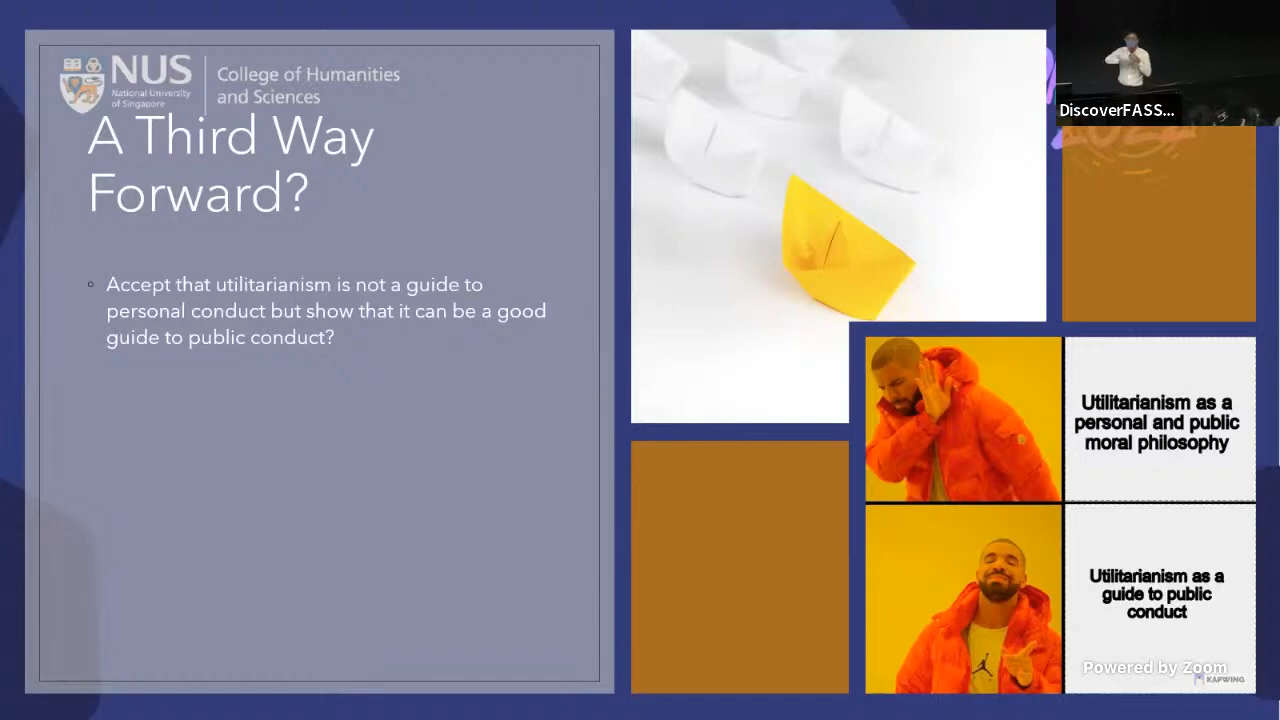 NUS
National University
of Singapore
College of Humanities
and Sciences
A Third Way
Forward?
Accept that utilitarianism is not a guide to
personal conduct but show that it can be a good
guide to public conduct?
DiscoverFASS...
Utilitarianism as a
personal and public
moral philosophy
Utilitarianism as a
guide to public
conduct
Powered by Zoom
KAPWING